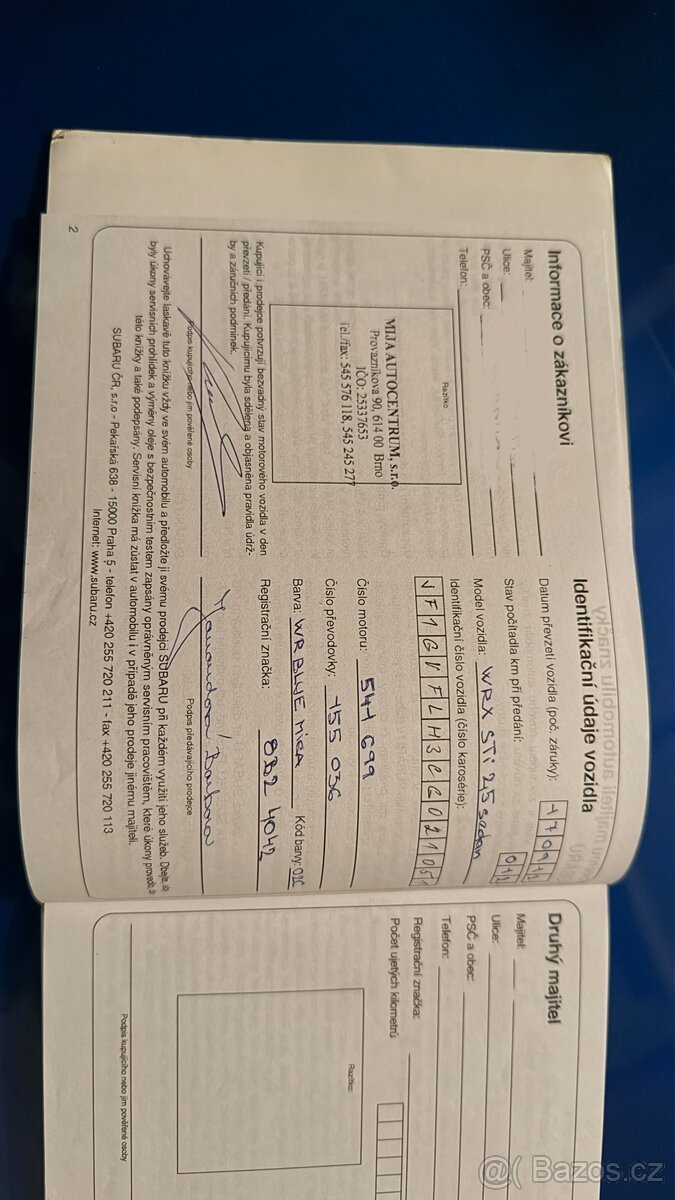 Informace o zákazníkovi
Majitel:
Ulice:
PSČ a obec:
Telefon:
Razítko
MIJA AUTOCENTRUM, s.r.o.
Provazníkova 90, 614 00 Brno
IČO: 25337653
Tel./fax: 545 576 118, 545 245 277
Kupující i prodejce potvrzují bezvadný stav motorového vozidla v den
převzetí / předání. Kupujícímu byla sdělena a objasněna pravidla údrž-
by a záručních podmínek.
Podpis kupujícího nebo jím pověřené osoby
Identifikační údaje vozidla
Datum převzetí vozidla (poč. záruky): 170912
Stav počítadla km při předání: 012
Model vozidla: WRX STi 2,5 sedan
Identifikační číslo vozidla (číslo karosérie):
JF1GVFLH3CG021051
Číslo motoru: 541 699
Číslo převodovky: 155 036
Barva: WR BLUE MICA Kód barvy: 02C
Registrační značka: 8B2 4042
Podpis předávajícího prodejce
Uchovávejte laskavě tuto knížku vždy ve svém automobilu a předložte ji svému prodejci SUBARU při každém využití jeho služeb. Dbejte, aby
byly úkony servisních prohlídek a výměny oleje s bezpečnostním testem zapsány oprávněným servisním pracovištěm, které úkony provedlo, do
této knížky a také podepsány. Servisní knížka má zůstat v automobilu i v případě jeho prodeje jinému majiteli.
SUBARU ČR, s.r.o - Pekařská 638 - 15000 Praha 5 - telefon +420 255 720 211 - fax +420 255 720 113
Internet: www.subaru.cz
2
Druhý majitel
Majitel:
Ulice:
PSČ a obec:
Telefon:
Registrační značka:
Počet ujetých kilometrů
Razítko:
Podpis kupujícího nebo jím pověřené osoby
@( Bazos.cz